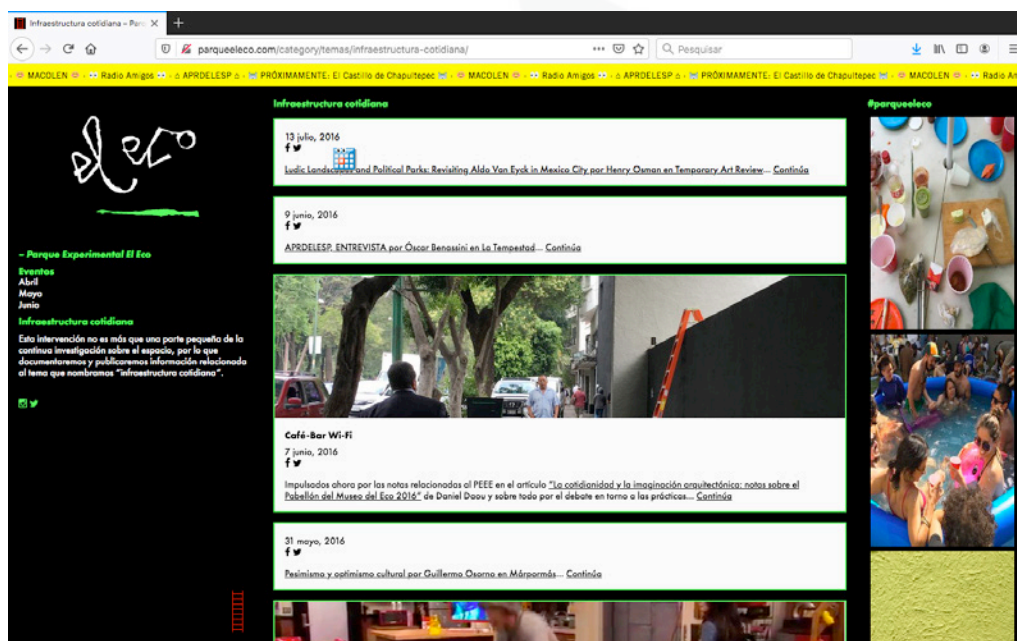 Infraestructura cotidiana – Parq
parqueeleco.com/category/temas/infraestructura-cotidiana/
Pesquisar
MACOLEN - Radio Amigos - APRDELESP - PRÓXIMAMENTE: El Castillo de Chapultepec - MACOLEN - Radio Amigos - APRDELESP - PRÓXIMAMENTE: El Castillo de Chapultepec - MACOLEN - Radio Am
el eco
– Parque Experimental El Eco
Eventos
Abril
Mayo
Junio
Infraestructura cotidiana
Esta intervención no es más que una parte pequeña de la
continua investigación sobre el espacio, por lo que
documentaremos y publicaremos información relacionada
al tema que nombramos “infraestructura cotidiana”.
Infraestructura cotidiana
13 julio, 2016
Ludic Landscapes and Political Parks: Revisiting Aldo Van Eyck in Mexico City por Henry Osman en Temporary Art Review... Continúa
9 junio, 2016
APRDELESP, ENTREVISTA por Óscar Benassini en La Tempestad... Continúa
Café-Bar Wi-Fi
7 junio, 2016
Impulsados ahora por las notas relacionadas al PEEE en el artículo “La cotidianidad y la imaginación arquitectónica: notas sobre el
Pabellón del Museo del Eco 2016” de Daniel Daou y sobre todo por el debate en torno a las prácticas... Continúa
31 mayo, 2016
Pesimismo y optimismo cultural por Guillermo Osorno en Márpormás... Continúa
#parqueeleco